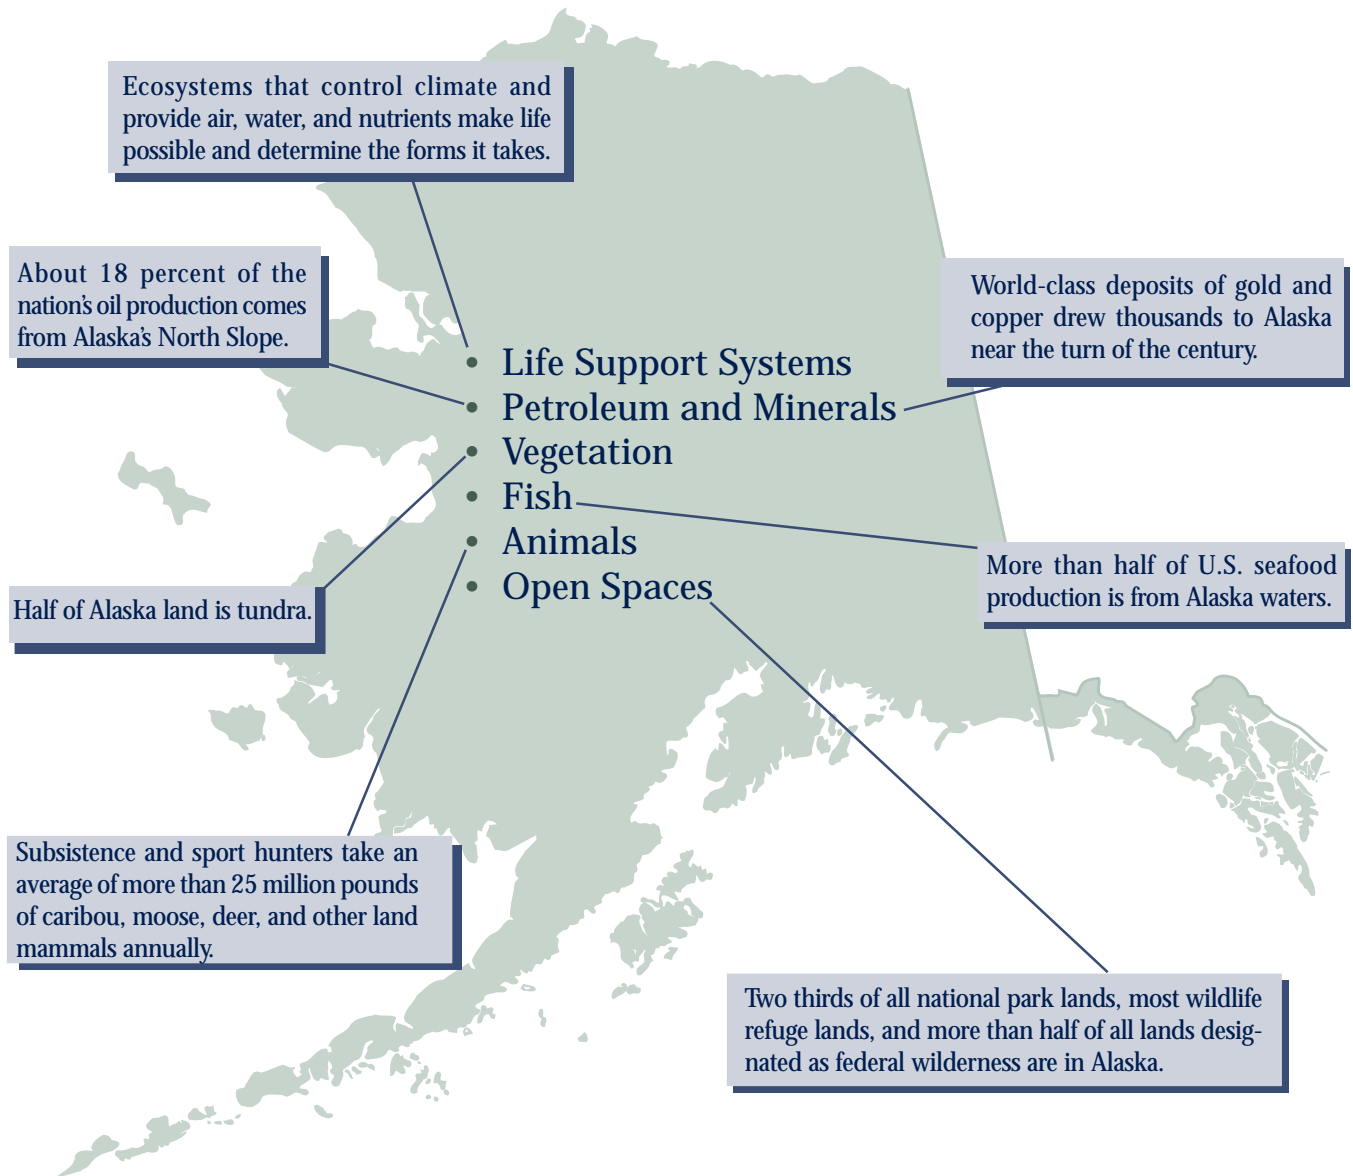 Ecosystems that control climate and
provide air, water, and nutrients make life
possible and determine the forms it takes.
About 18 percent of the
nation's oil production comes
from Alaska's North Slope.
World-class deposits of gold and
copper drew thousands to Alaska
near the turn of the century.
• Life Support Systems
• Petroleum and Minerals
• Vegetation
• Fish
• Animals
• Open Spaces
More than half of U.S. seafood
production is from Alaska waters.
Half of Alaska land is tundra.
Subsistence and sport hunters take an
average of more than 25 million pounds
of caribou, moose, deer, and other land
mammals annually.
Two thirds of all national park lands, most wildlife
refuge lands, and more than half of all lands desig-
nated as federal wilderness are in Alaska.